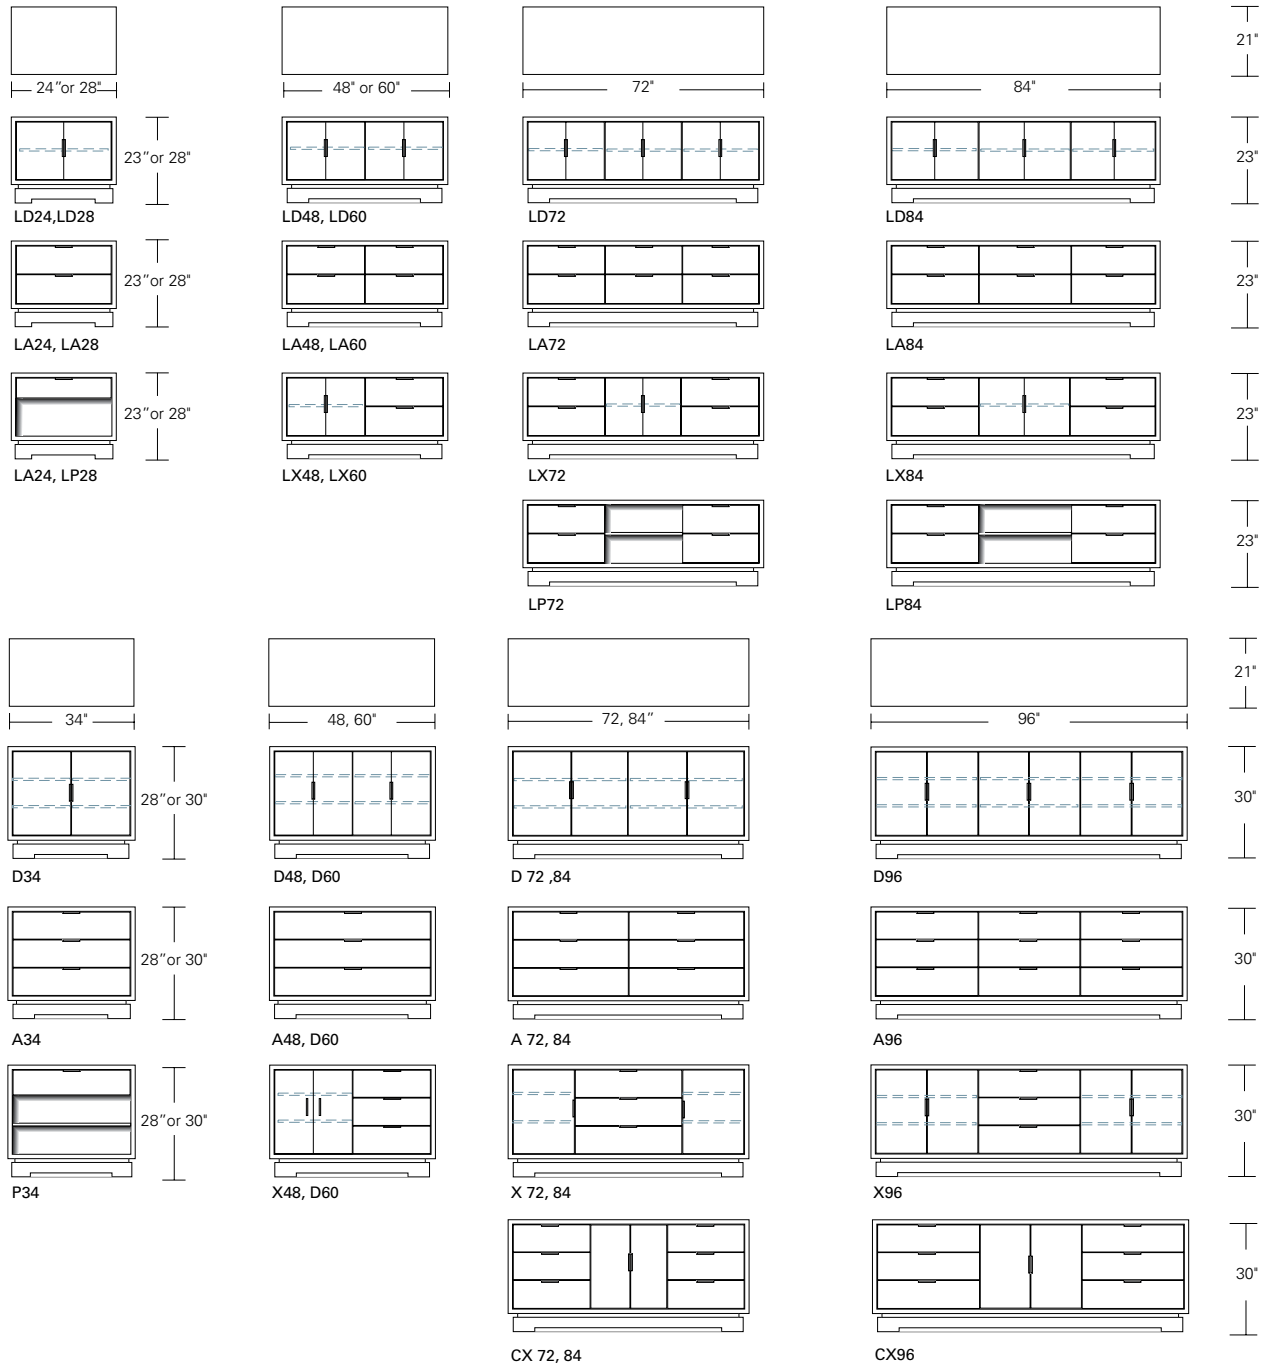 21"
24"or 28"
48" or 60"
72"
84"
23"or 28"
23"
LD24,LD28
LD48, LD60
LD72
LD84
23"or 28"
23"
LA24, LA28
LA48, LA60
LA72
LA84
23"or 28"
23"
LA24, LP28
LX48, LX60
LX72
LX84
23"
LP72
LP84
21"
34"
48, 60"
72, 84"
96"
28"or 30"
30"
D34
D48, D60
D 72 ,84
D96
28"or 30"
30"
A34
A48, D60
A 72, 84
A96
28"or 30"
30"
P34
X48, D60
X 72, 84
X96
30"
CX 72, 84
CX96